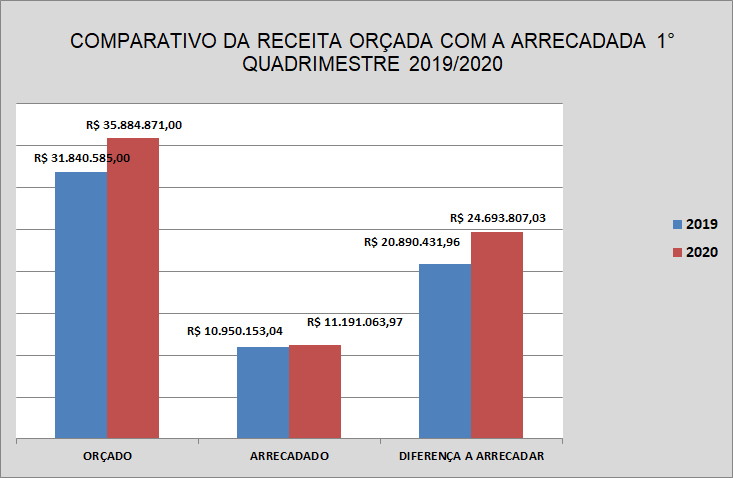 COMPARATIVO DA RECEITA ORÇADA COM A ARRECADADA 1°
QUADRIMESTRE 2019/2020
R$ 35.884.871,00
R$ 31.840.585,00
R$ 24.693.807,03
R$ 20.890.431,96
R$ 11.191.063,97
R$ 10.950.153,04
2019
2020
ORÇADO
ARRECADADO
DIFERENÇA A ARRECADAR